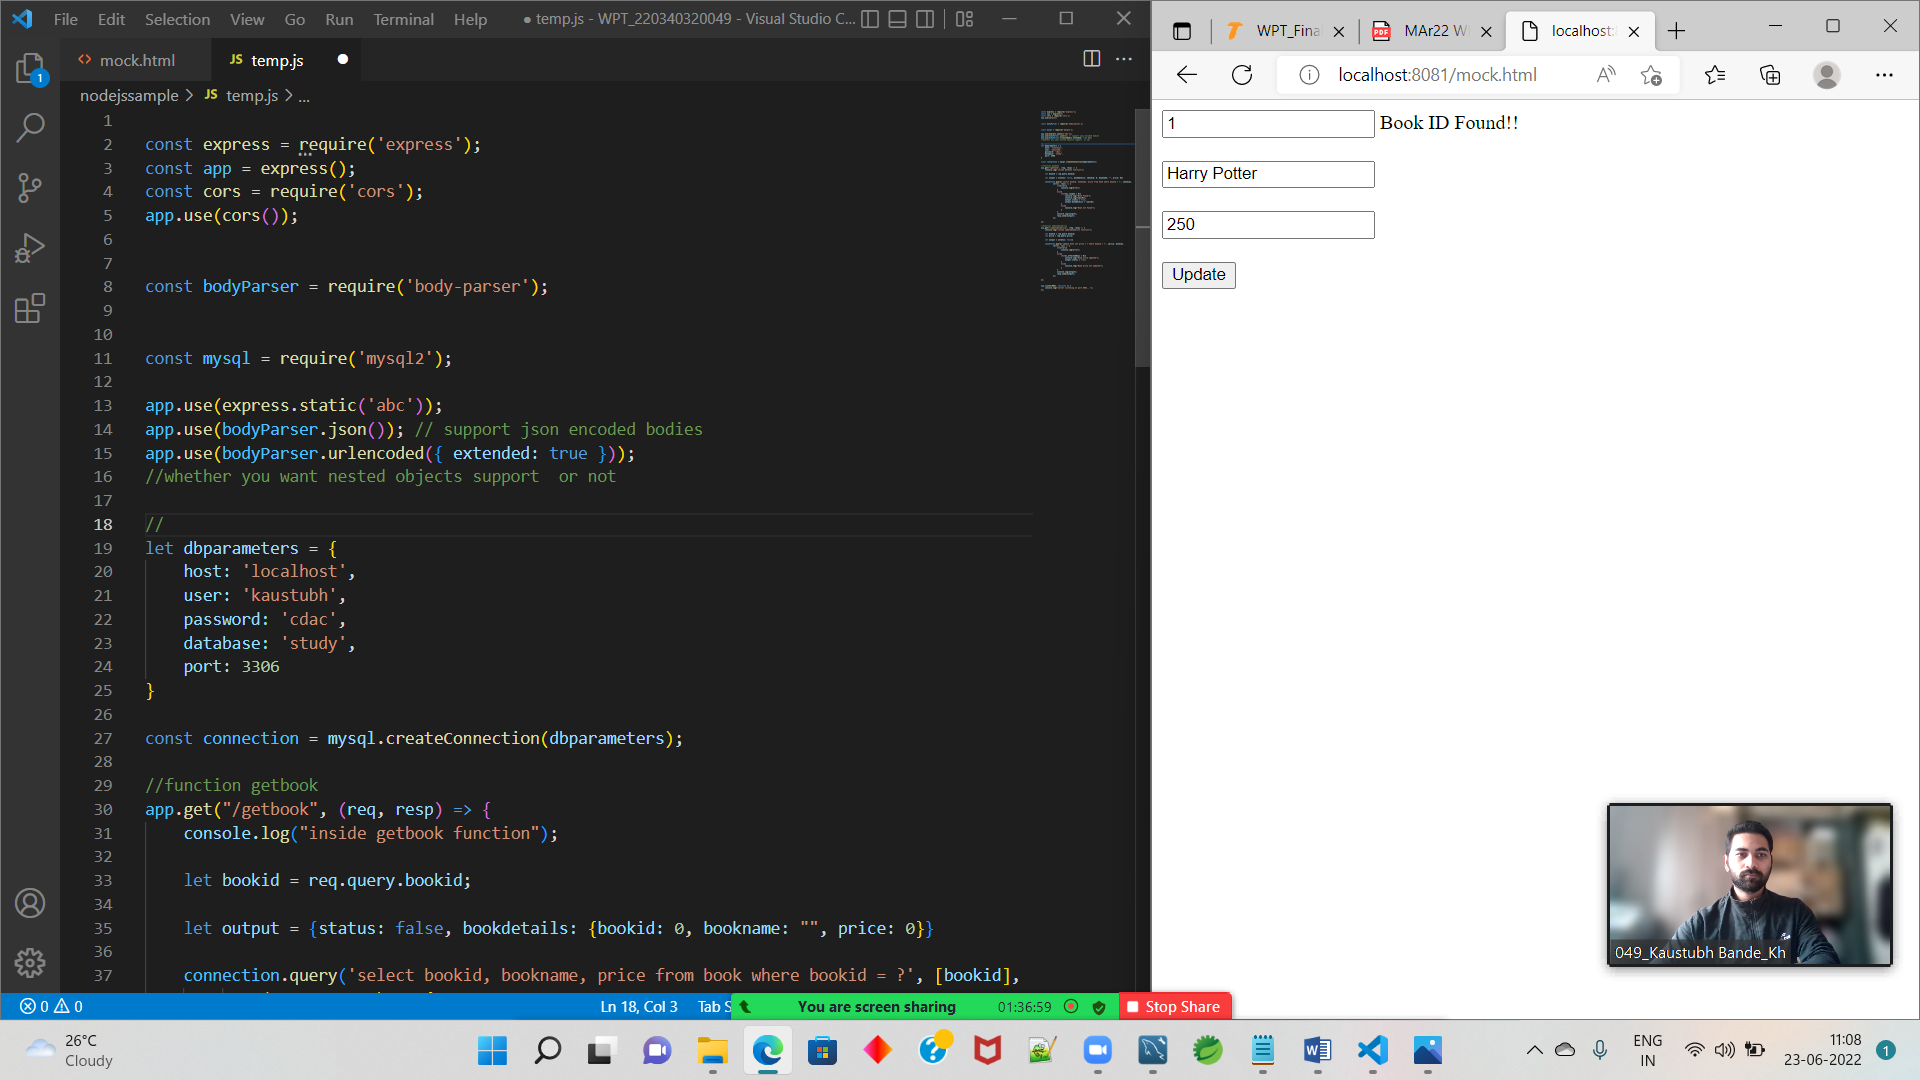 File Edit Selection View Go Run Terminal Help ● temp.js - WPT_220340320049 - Visual Studio C...
mock.html
JS temp.js
nodejssample > JS temp.js > ...
1
2 const express = require('express');
3 const app = express();
4 const cors = require('cors');
5 app.use(cors());
6
7
8 const bodyParser = require('body-parser');
9
10
11 const mysql = require('mysql2');
12
13 app.use(express.static('abc'));
14 app.use(bodyParser.json()); // support json encoded bodies
15 app.use(bodyParser.urlencoded({ extended: true }));
16 //whether you want nested objects support  or not
17
18 //
19 let dbparameters = {
20     host: 'localhost',
21     user: 'kaustubh',
22     password: 'cdac',
23     database: 'study',
24     port: 3306
25 }
26
27 const connection = mysql.createConnection(dbparameters);
28
29 //function getbook
30 app.get("/getbook", (req, resp) => {
31     console.log("inside getbook function");
32
33     let bookid = req.query.bookid;
34
35     let output = {status: false, bookdetails: {bookid: 0, bookname: "", price: 0}}
36
37     connection.query('select bookid, bookname, price from book where bookid = ?', [bookid],
0 0
Ln 18, Col 3 Tab S
You are screen sharing 01:36:59 Stop Share
WPT_Fina
PDF MAr22 W
localhost:
localhost:8081/mock.html
1 Book ID Found!!
Harry Potter
250
Update
049_Kaustubh Bande_Kh
26°C
Cloudy
ENG
IN
11:08
23-06-2022
1
1